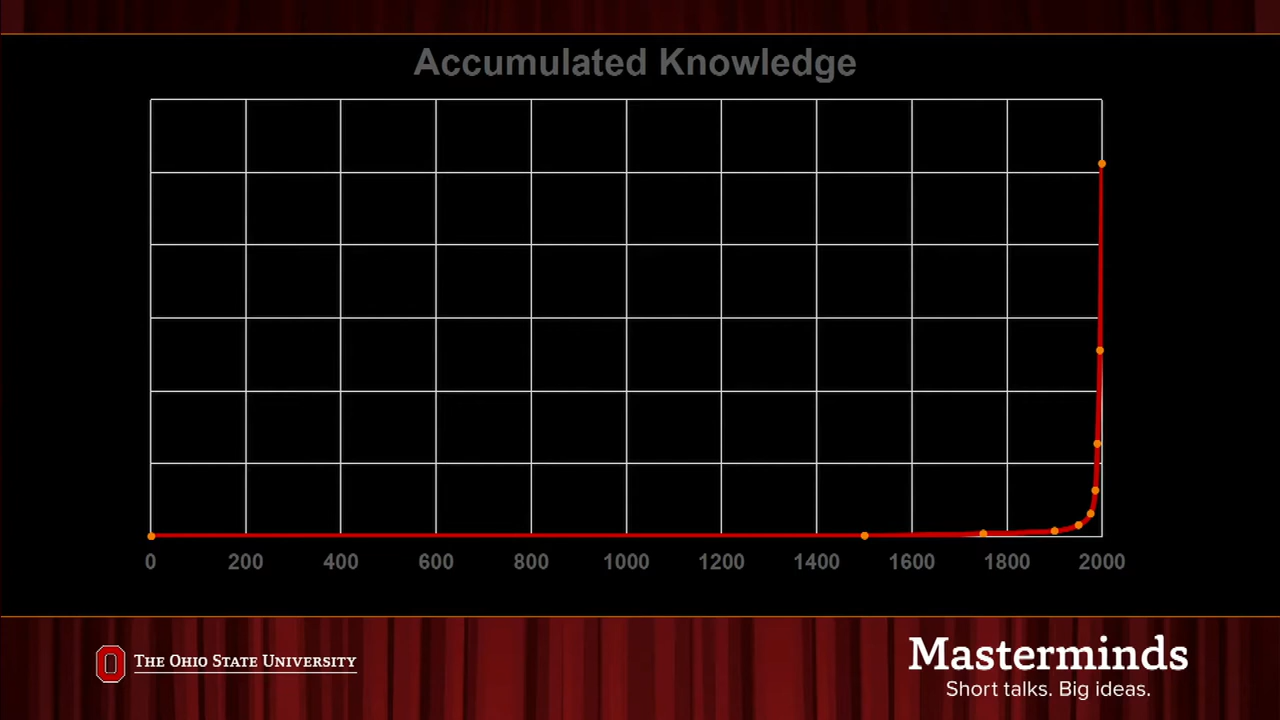 Accumulated Knowledge
0 200 400 600 800 1000 1200 1400 1600 1800 2000
THE OHIO STATE UNIVERSITY
Masterminds
Short talks. Big ideas.